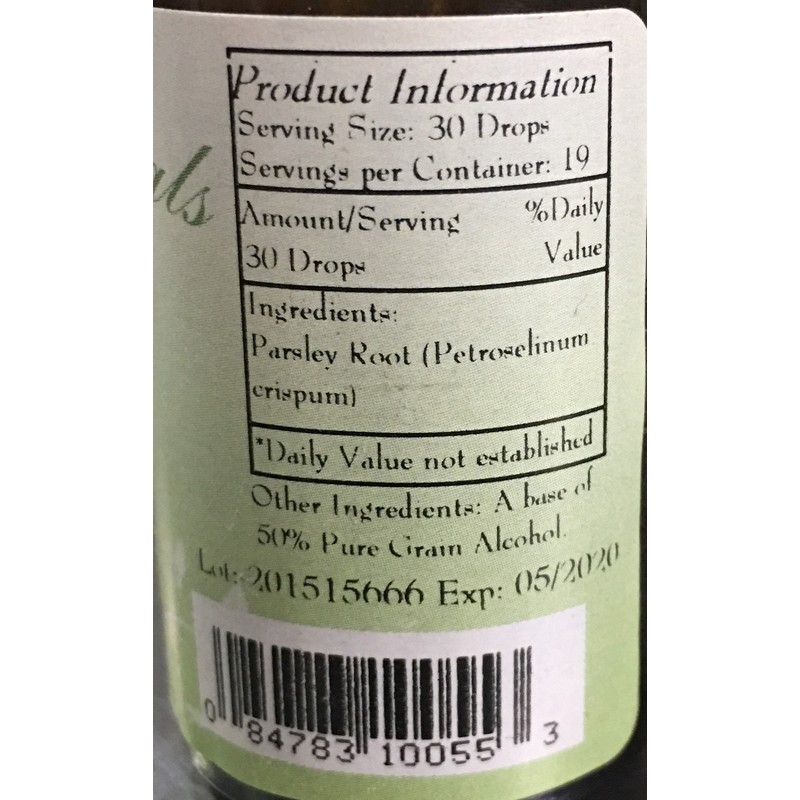 als
Product Information
Serving Size: 30 Drops
Servings per Container: 19
Amount/Serving %Daily
30 Drops Value
Ingredients:
Parsley Root (Petroselinum
crispum)
*Daily Value not established
Other Ingredients: A base of
50% Pure Grain Alcohol.
Lot: 201515666 Exp: 05/2020
0 84783 10055 3